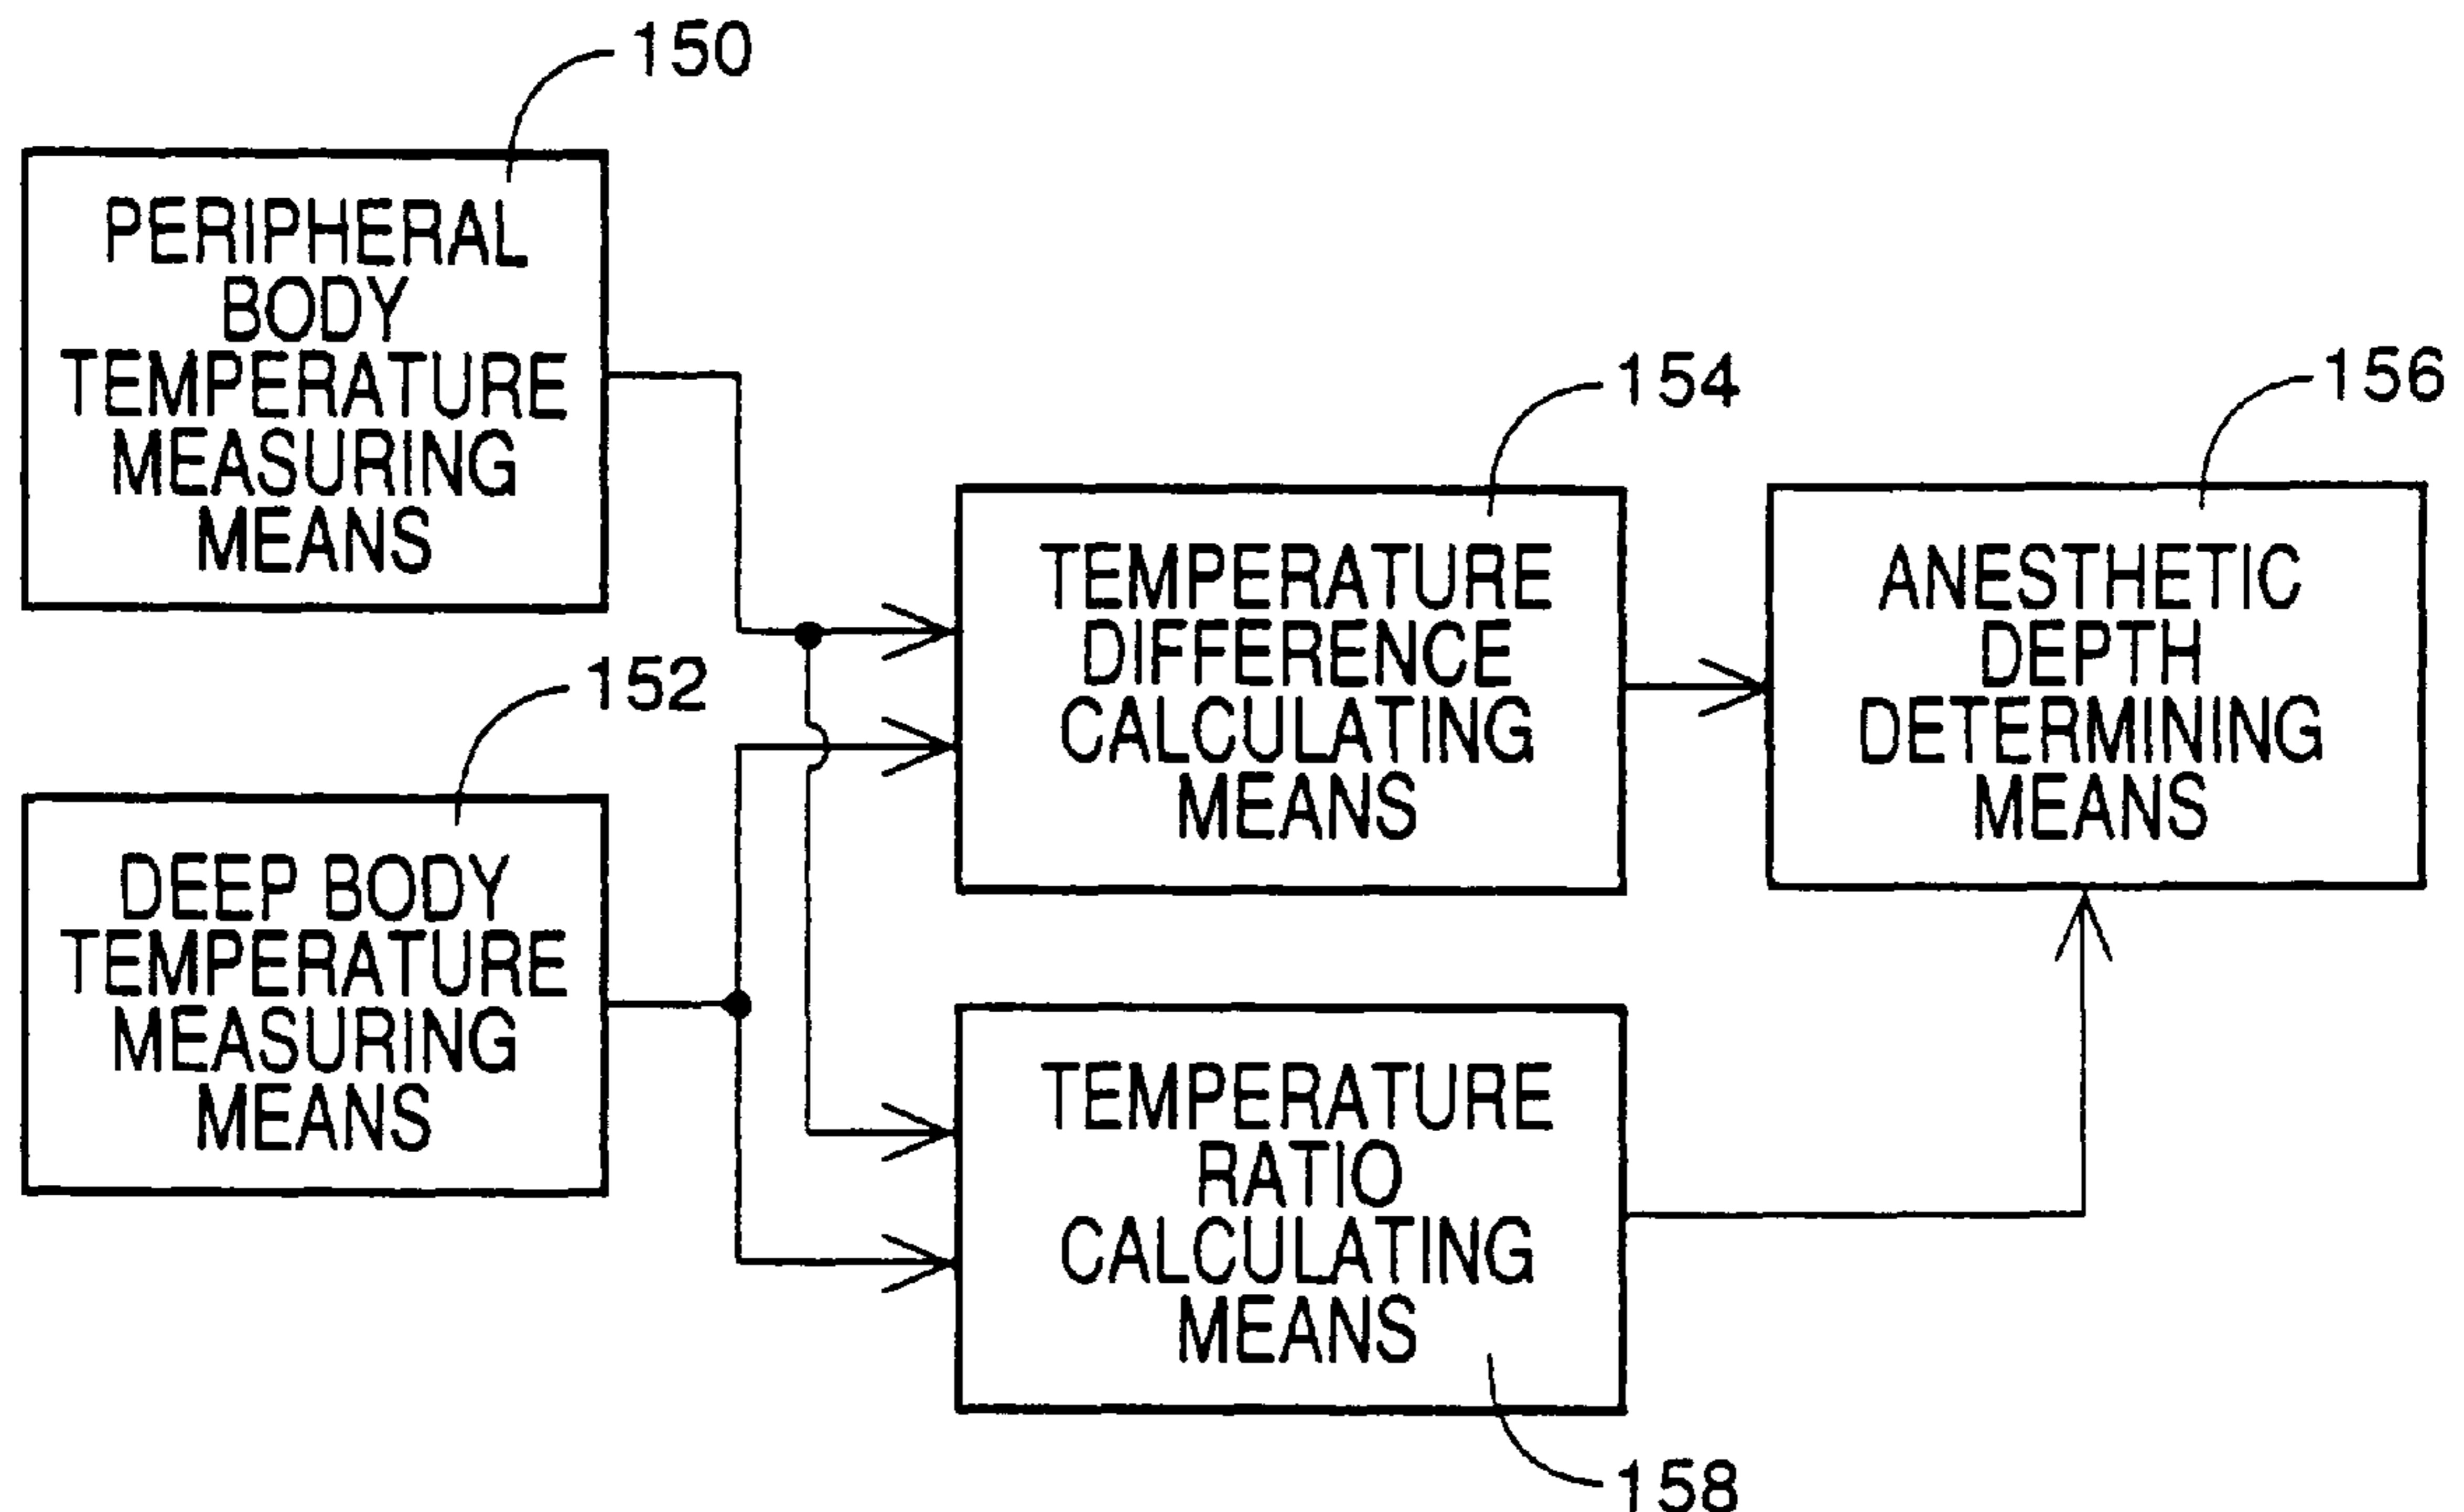 150
PERIPHERAL
BODY
TEMPERATURE
MEASURING
MEANS
152
DEEP BODY
TEMPERATURE
MEASURING
MEANS
154
TEMPERATURE
DIFFERENCE
CALCULATING
MEANS
156
ANESTHETIC
DEPTH
DETERMINING
MEANS
TEMPERATURE
RATIO
CALCULATING
MEANS
158